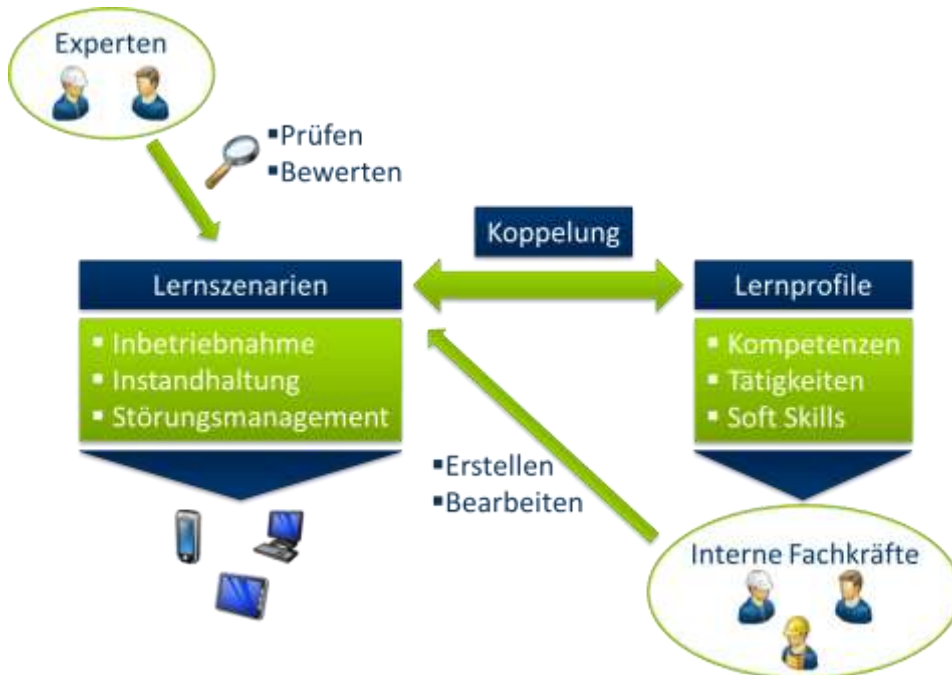 Experten
▪Prüfen
▪Bewerten
Koppelung
Lernszenarien
▪ Inbetriebnahme
▪ Instandhaltung
▪ Störungsmanagement
Lernprofile
▪ Kompetenzen
▪ Tätigkeiten
▪ Soft Skills
▪Erstellen
▪Bearbeiten
Interne Fachkräfte